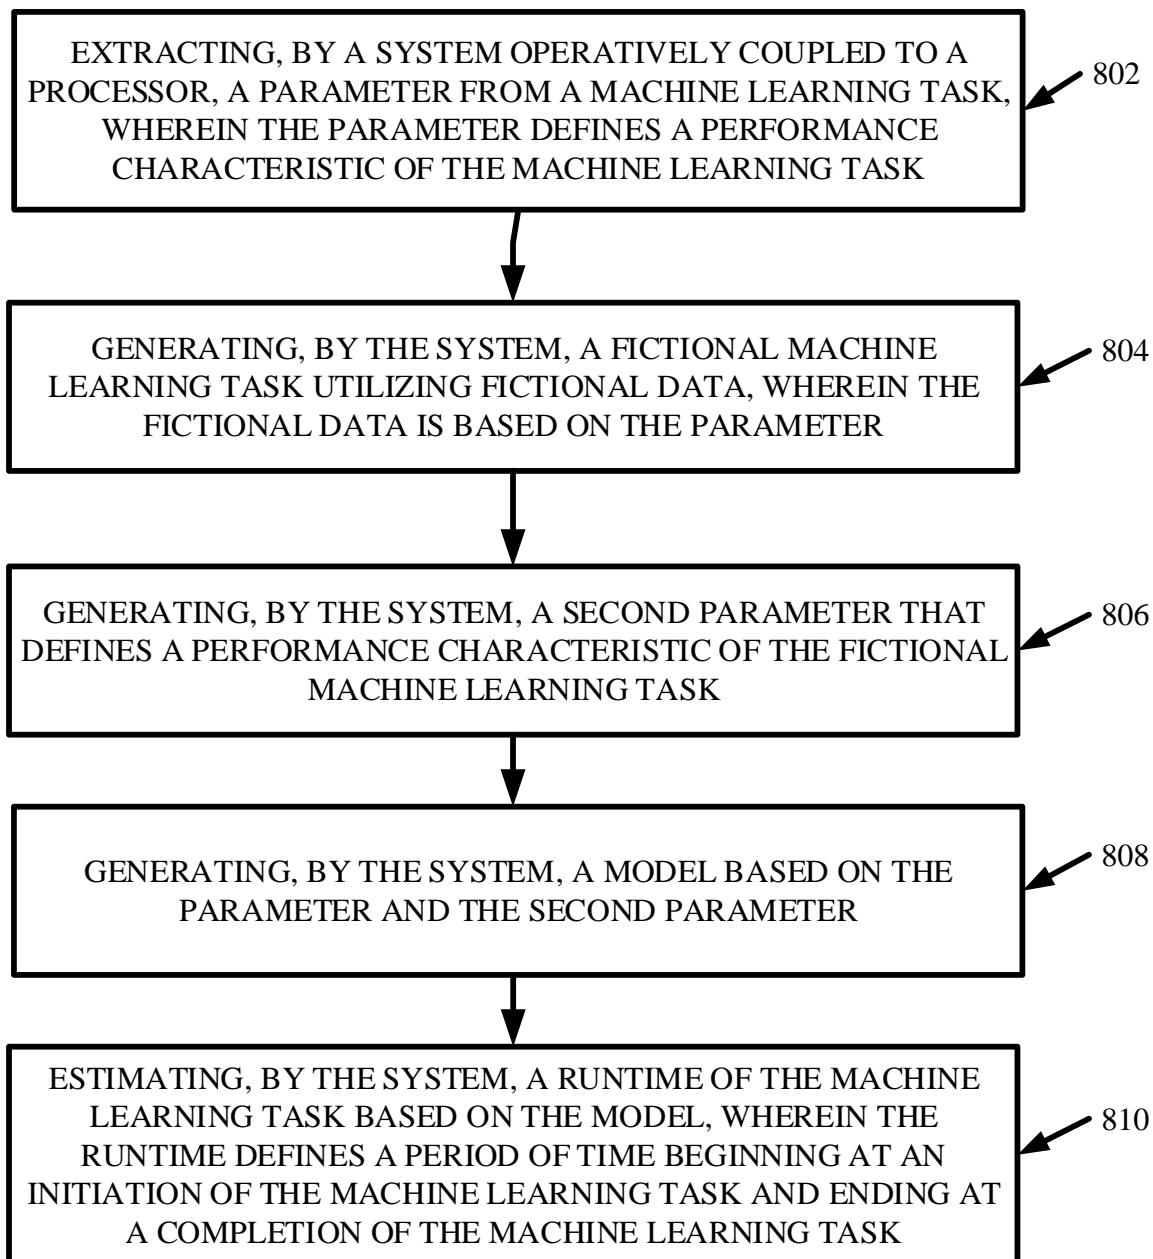 EXTRACTING, BY A SYSTEM OPERATIVELY COUPLED TO A
PROCESSOR, A PARAMETER FROM A MACHINE LEARNING TASK,
WHEREIN THE PARAMETER DEFINES A PERFORMANCE
CHARACTERISTIC OF THE MACHINE LEARNING TASK
802
GENERATING, BY THE SYSTEM, A FICTIONAL MACHINE
LEARNING TASK UTILIZING FICTIONAL DATA, WHEREIN THE
FICTIONAL DATA IS BASED ON THE PARAMETER
804
GENERATING, BY THE SYSTEM, A SECOND PARAMETER THAT
DEFINES A PERFORMANCE CHARACTERISTIC OF THE FICTIONAL
MACHINE LEARNING TASK
806
GENERATING, BY THE SYSTEM, A MODEL BASED ON THE
PARAMETER AND THE SECOND PARAMETER
808
ESTIMATING, BY THE SYSTEM, A RUNTIME OF THE MACHINE
LEARNING TASK BASED ON THE MODEL, WHEREIN THE
RUNTIME DEFINES A PERIOD OF TIME BEGINNING AT AN
INITIATION OF THE MACHINE LEARNING TASK AND ENDING AT
A COMPLETION OF THE MACHINE LEARNING TASK
810